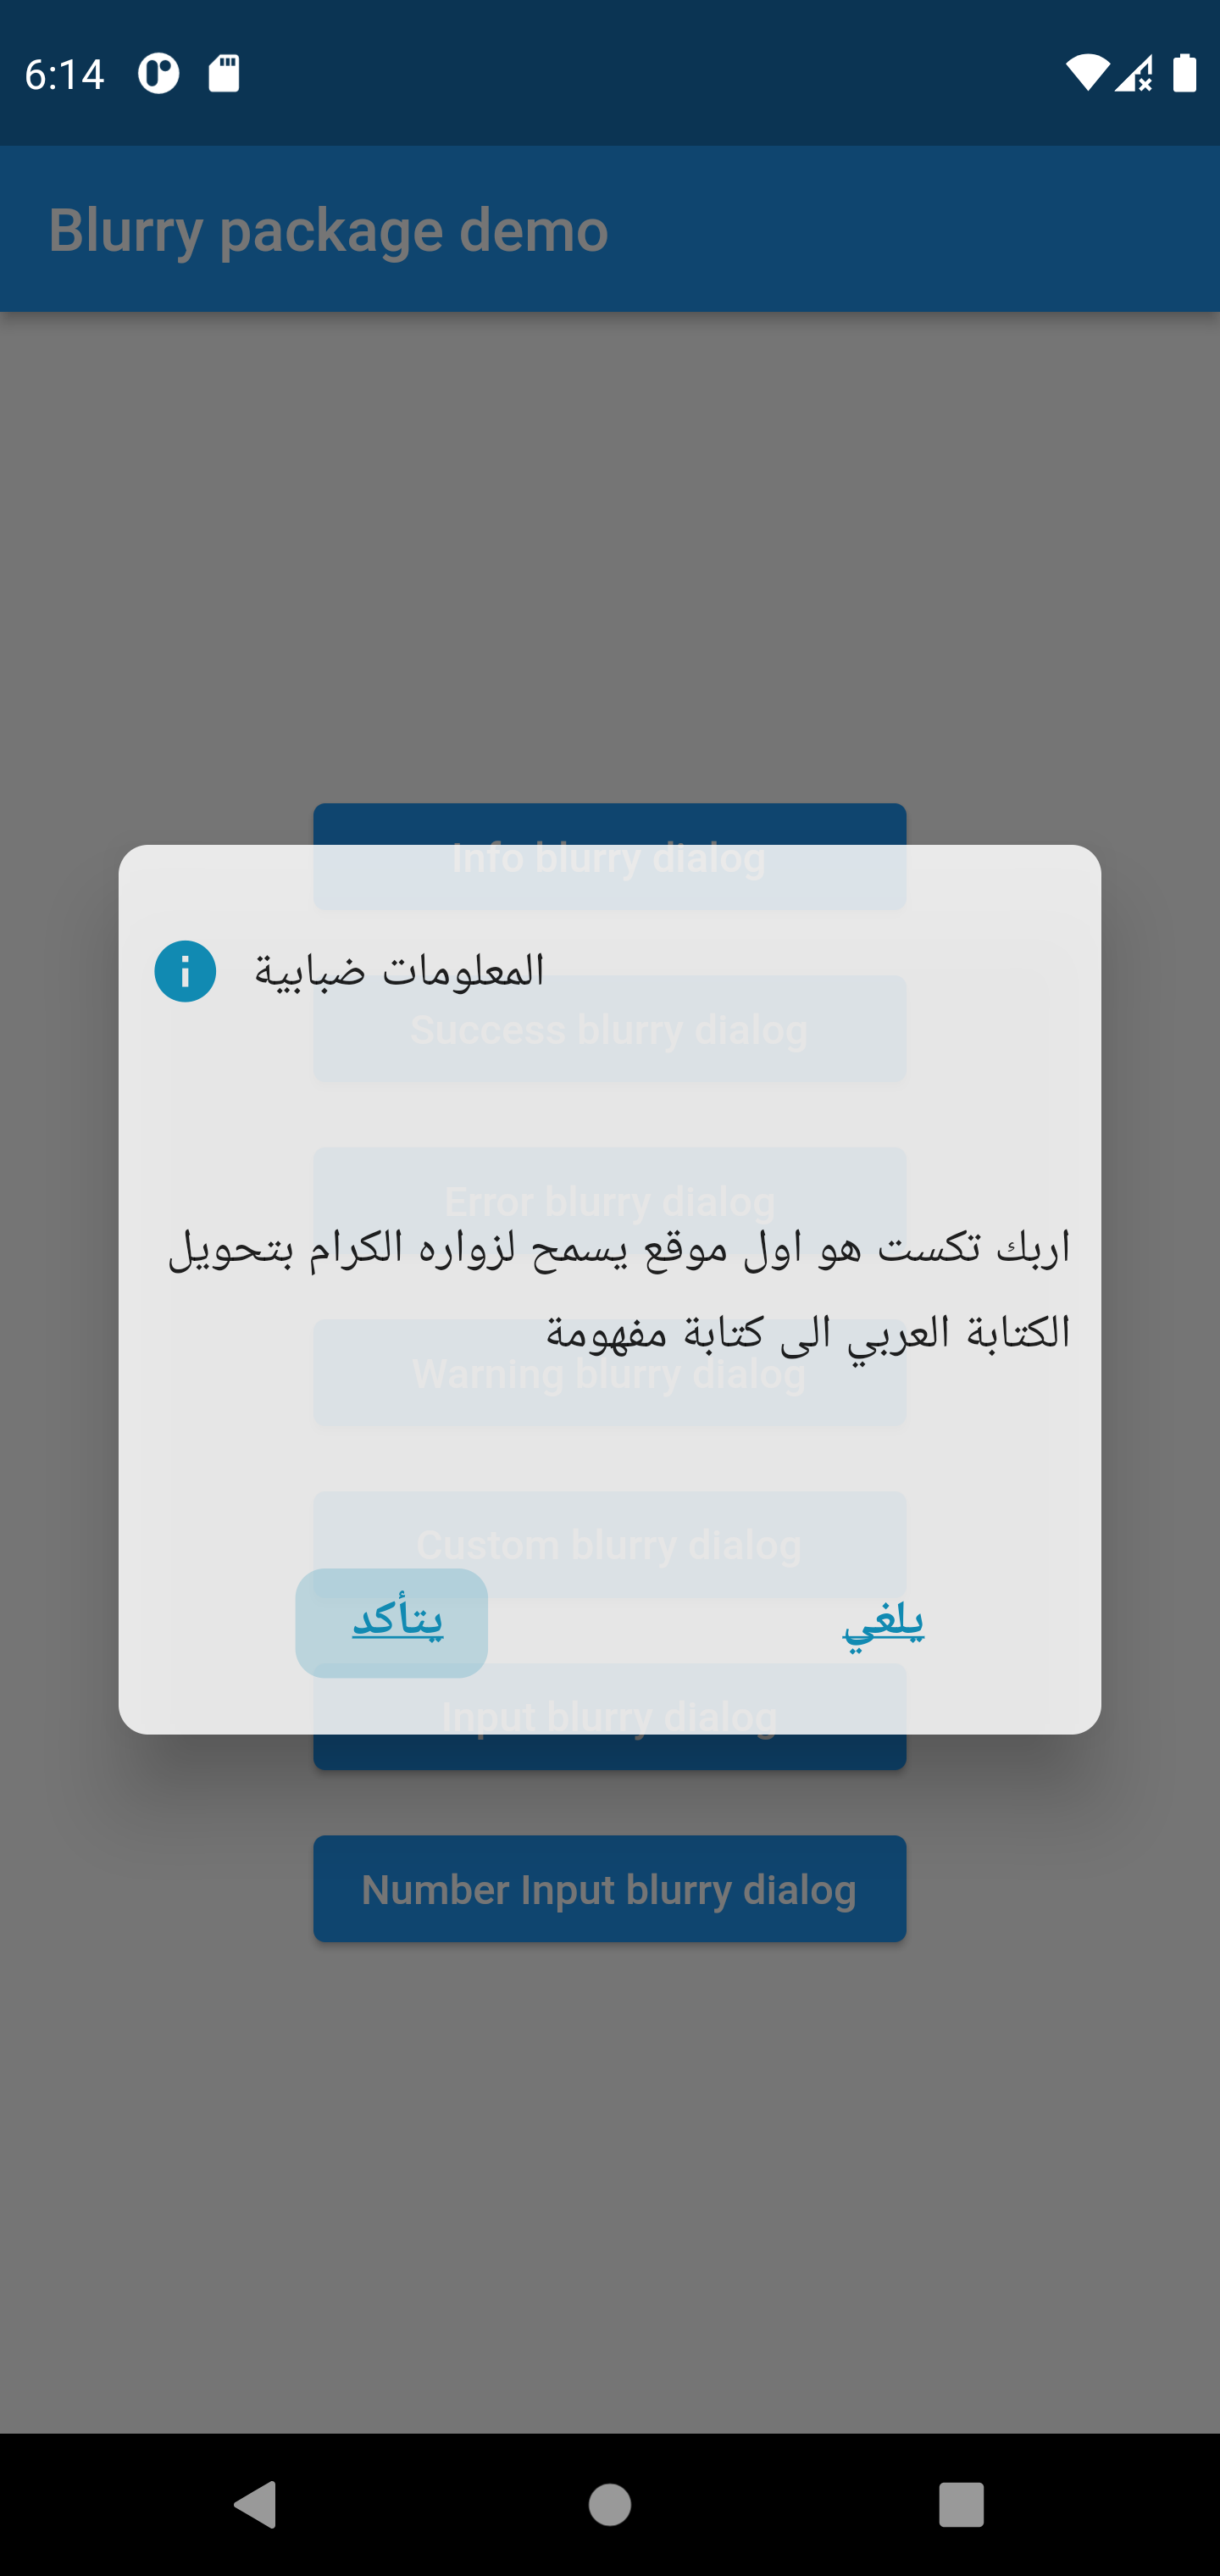 6:14
Blurry package demo
Info blurry dialog
المعلومات ضبابية
Success blurry dialog
Error blurry dialog
اربك تكست هو اول موقع يسمح لزواره الكرام بتحويل
الكتابة العربي الى كتابة مفهومة
Warning blurry dialog
Custom blurry dialog
يتأكد
يلغي
Input blurry dialog
Number Input blurry dialog